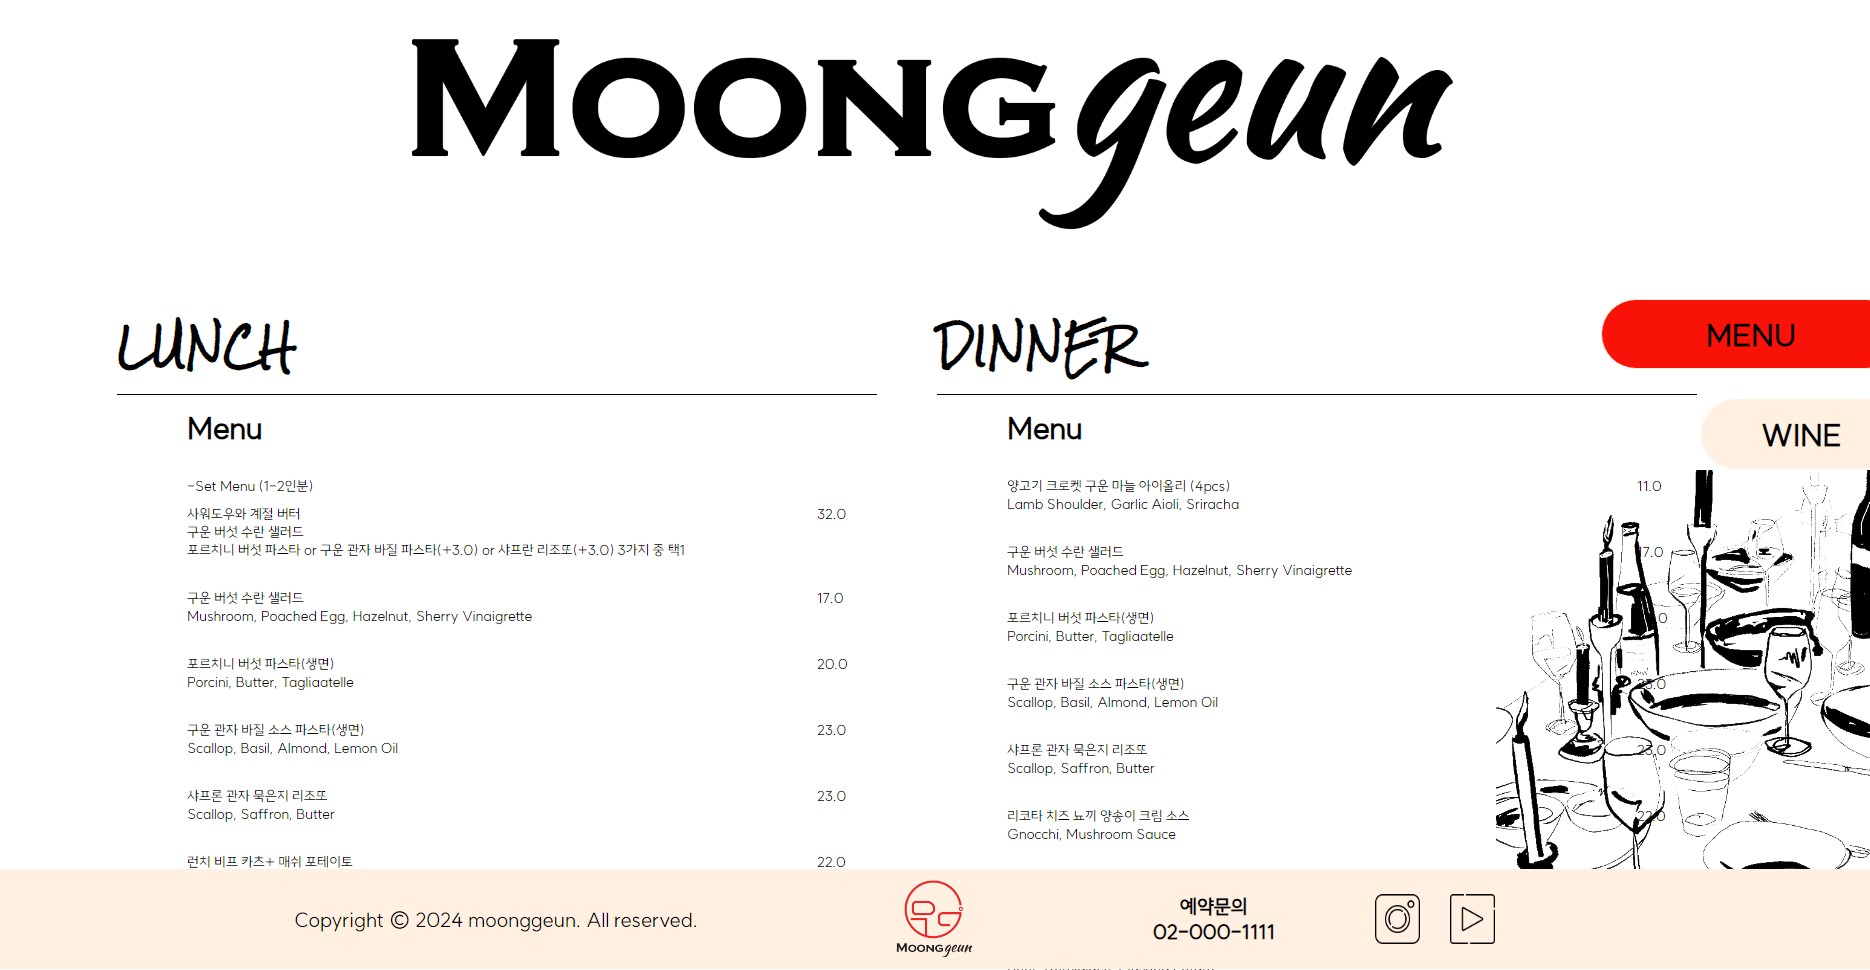 MOONGgeun
LUNCH
Menu
-Set Menu (1-2인분)
사워도우와 계절 버터 32.0
구운 버섯 수란 샐러드
포르치니 버섯 파스타 or 구운 관자 바질 파스타(+3.0) or 샤프란 리조또(+3.0) 3가지 중 택1
구운 버섯 수란 샐러드 17.0
Mushroom, Poached Egg, Hazelnut, Sherry Vinaigrette
포르치니 버섯 파스타(생면) 20.0
Porcini, Butter, Tagliaatelle
구운 관자 바질 소스 파스타(생면) 23.0
Scallop, Basil, Almond, Lemon Oil
샤프론 관자 묵은지 리조또 23.0
Scallop, Saffron, Butter
런치 비프 카츠+ 매쉬 포테이토 22.0
DINNER
Menu
양고기 크로켓 구운 마늘 아이올리 (4pcs) 11.0
Lamb Shoulder, Garlic Aioli, Sriracha
구운 버섯 수란 샐러드 17.0
Mushroom, Poached Egg, Hazelnut, Sherry Vinaigrette
포르치니 버섯 파스타(생면)
Porcini, Butter, Tagliaatelle
구운 관자 바질 소스 파스타(생면) 23.0
Scallop, Basil, Almond, Lemon Oil
샤프론 관자 묵은지 리조또 23.0
Scallop, Saffron, Butter
리코타 치즈 뇨끼 양송이 크림 소스 22.0
Gnocchi, Mushroom Sauce
MENU
WINE
Copyright © 2024 moonggeun. All reserved.
MOONGgeun
예약문의
02-000-1111